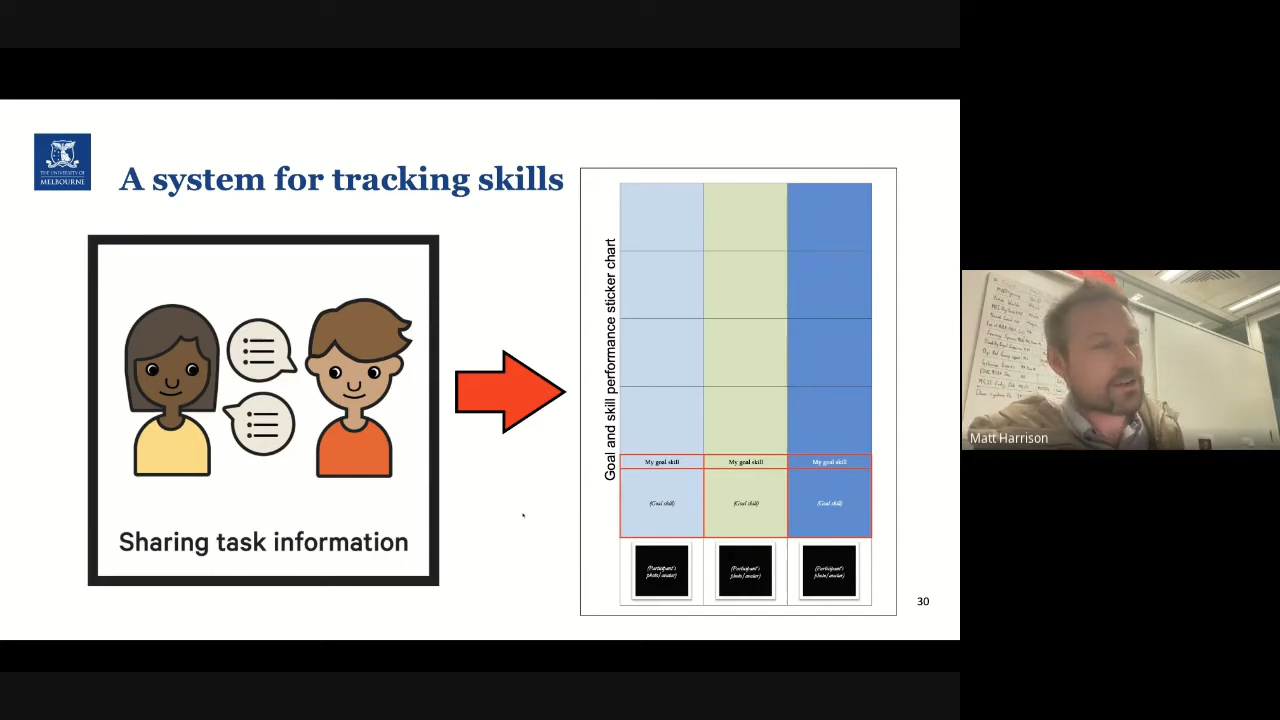 THE UNIVERSITY OF
MELBOURNE
A system for tracking skills
Sharing task information
Goal and skill performance sticker chart
My goal skill
My goal skill
My goal skill
(Goal skill)
(Goal skill)
(Goal skill)
(Participant's
photo/ avatar)
(Participant's
photo/ avatar)
(Participant's
photo/ avatar)
30
Matt Harrison